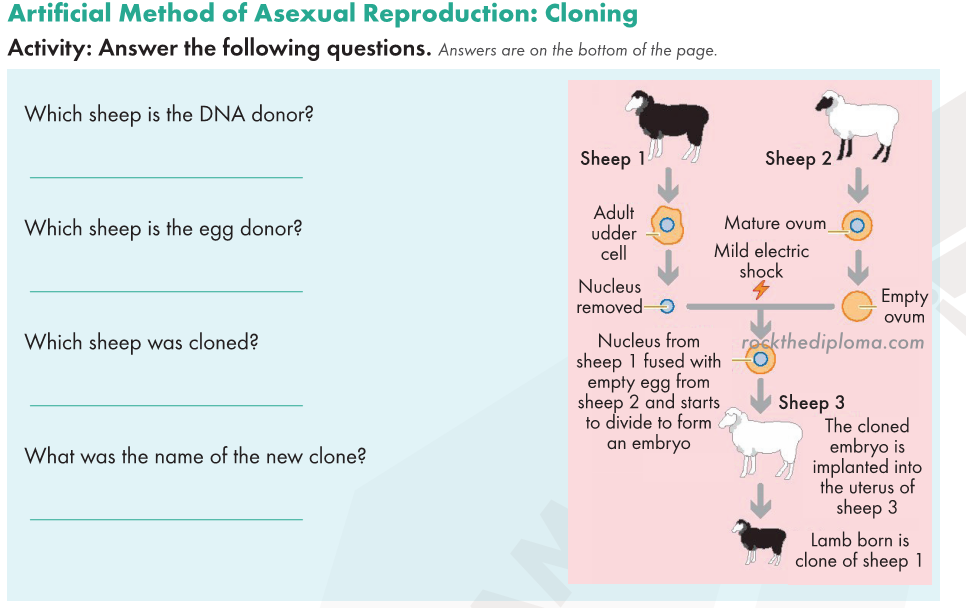 Artificial Method of Asexual Reproduction: Cloning
Activity: Answer the following questions. Answers are on the bottom of the page.
Which sheep is the DNA donor?
Which sheep is the egg donor?
Which sheep was cloned?
What was the name of the new clone?
Sheep 1
Sheep 2
Adult
udder
cell
Mature ovum
Mild electric
shock
Nucleus
removed
Empty
ovum
rockthediploma.com
Nucleus from
sheep 1 fused with
empty egg from
sheep 2 and starts
to divide to form
an embryo
Sheep 3
The cloned
embryo is
implanted into
the uterus of
sheep 3
Lamb born is
clone of sheep 1